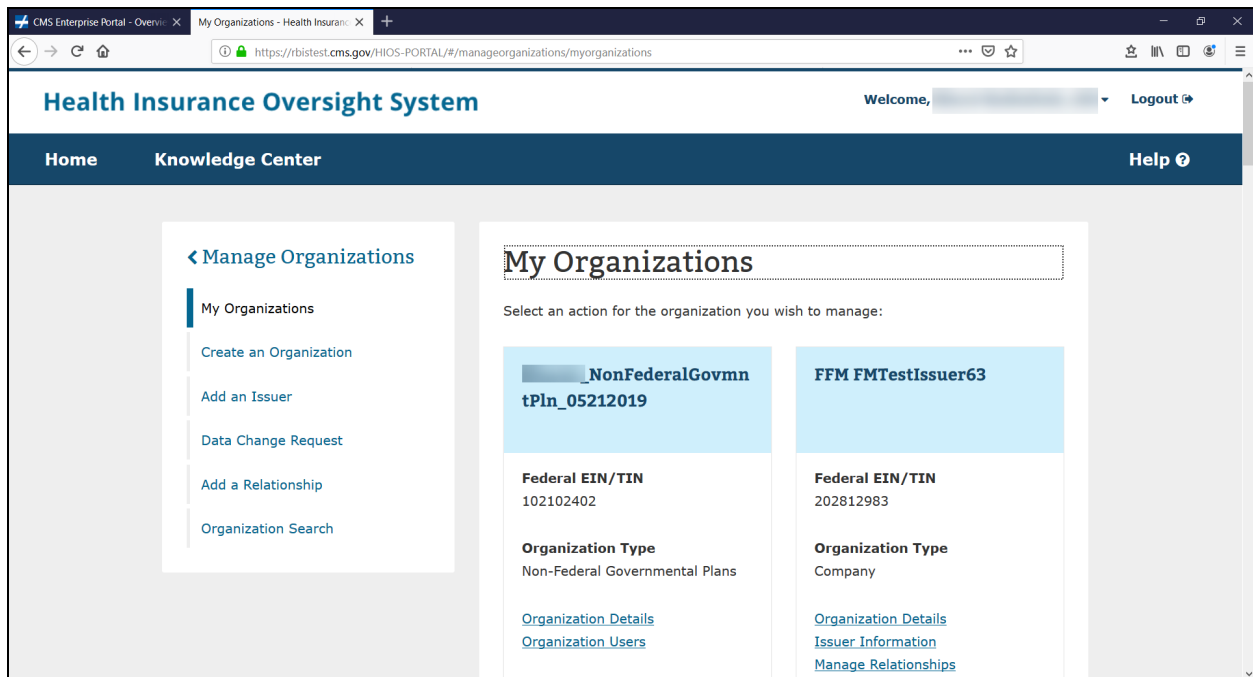 CMS Enterprise Portal - Overvie
My Organizations - Health Insuranc
https://rbistest.cms.gov/HIOS-PORTAL/#/manageorganizations/myorganizations
Health Insurance Oversight System
Welcome,
Logout
Home
Knowledge Center
Help
Manage Organizations
My Organizations
Create an Organization
Add an Issuer
Data Change Request
Add a Relationship
Organization Search
My Organizations
Select an action for the organization you wish to manage:
_NonFederalGovmn
tPln_05212019
Federal EIN/TIN
102102402
Organization Type
Non-Federal Governmental Plans
Organization Details
Organization Users
FFM FMTestIssuer63
Federal EIN/TIN
202812983
Organization Type
Company
Organization Details
Issuer Information
Manage Relationships